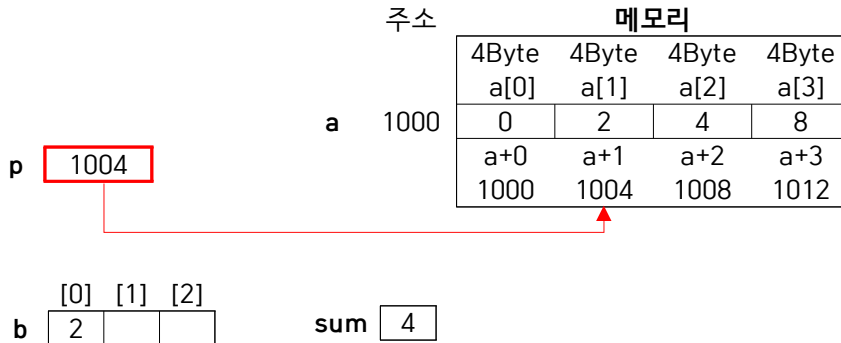 주소 메모리
4Byte 4Byte 4Byte 4Byte
a[0] a[1] a[2] a[3]
a 1000 0 2 4 8
p 1004 a+0 a+1 a+2 a+3
1000 1004 1008 1012
[0] [1] [2]
b 2 sum 4